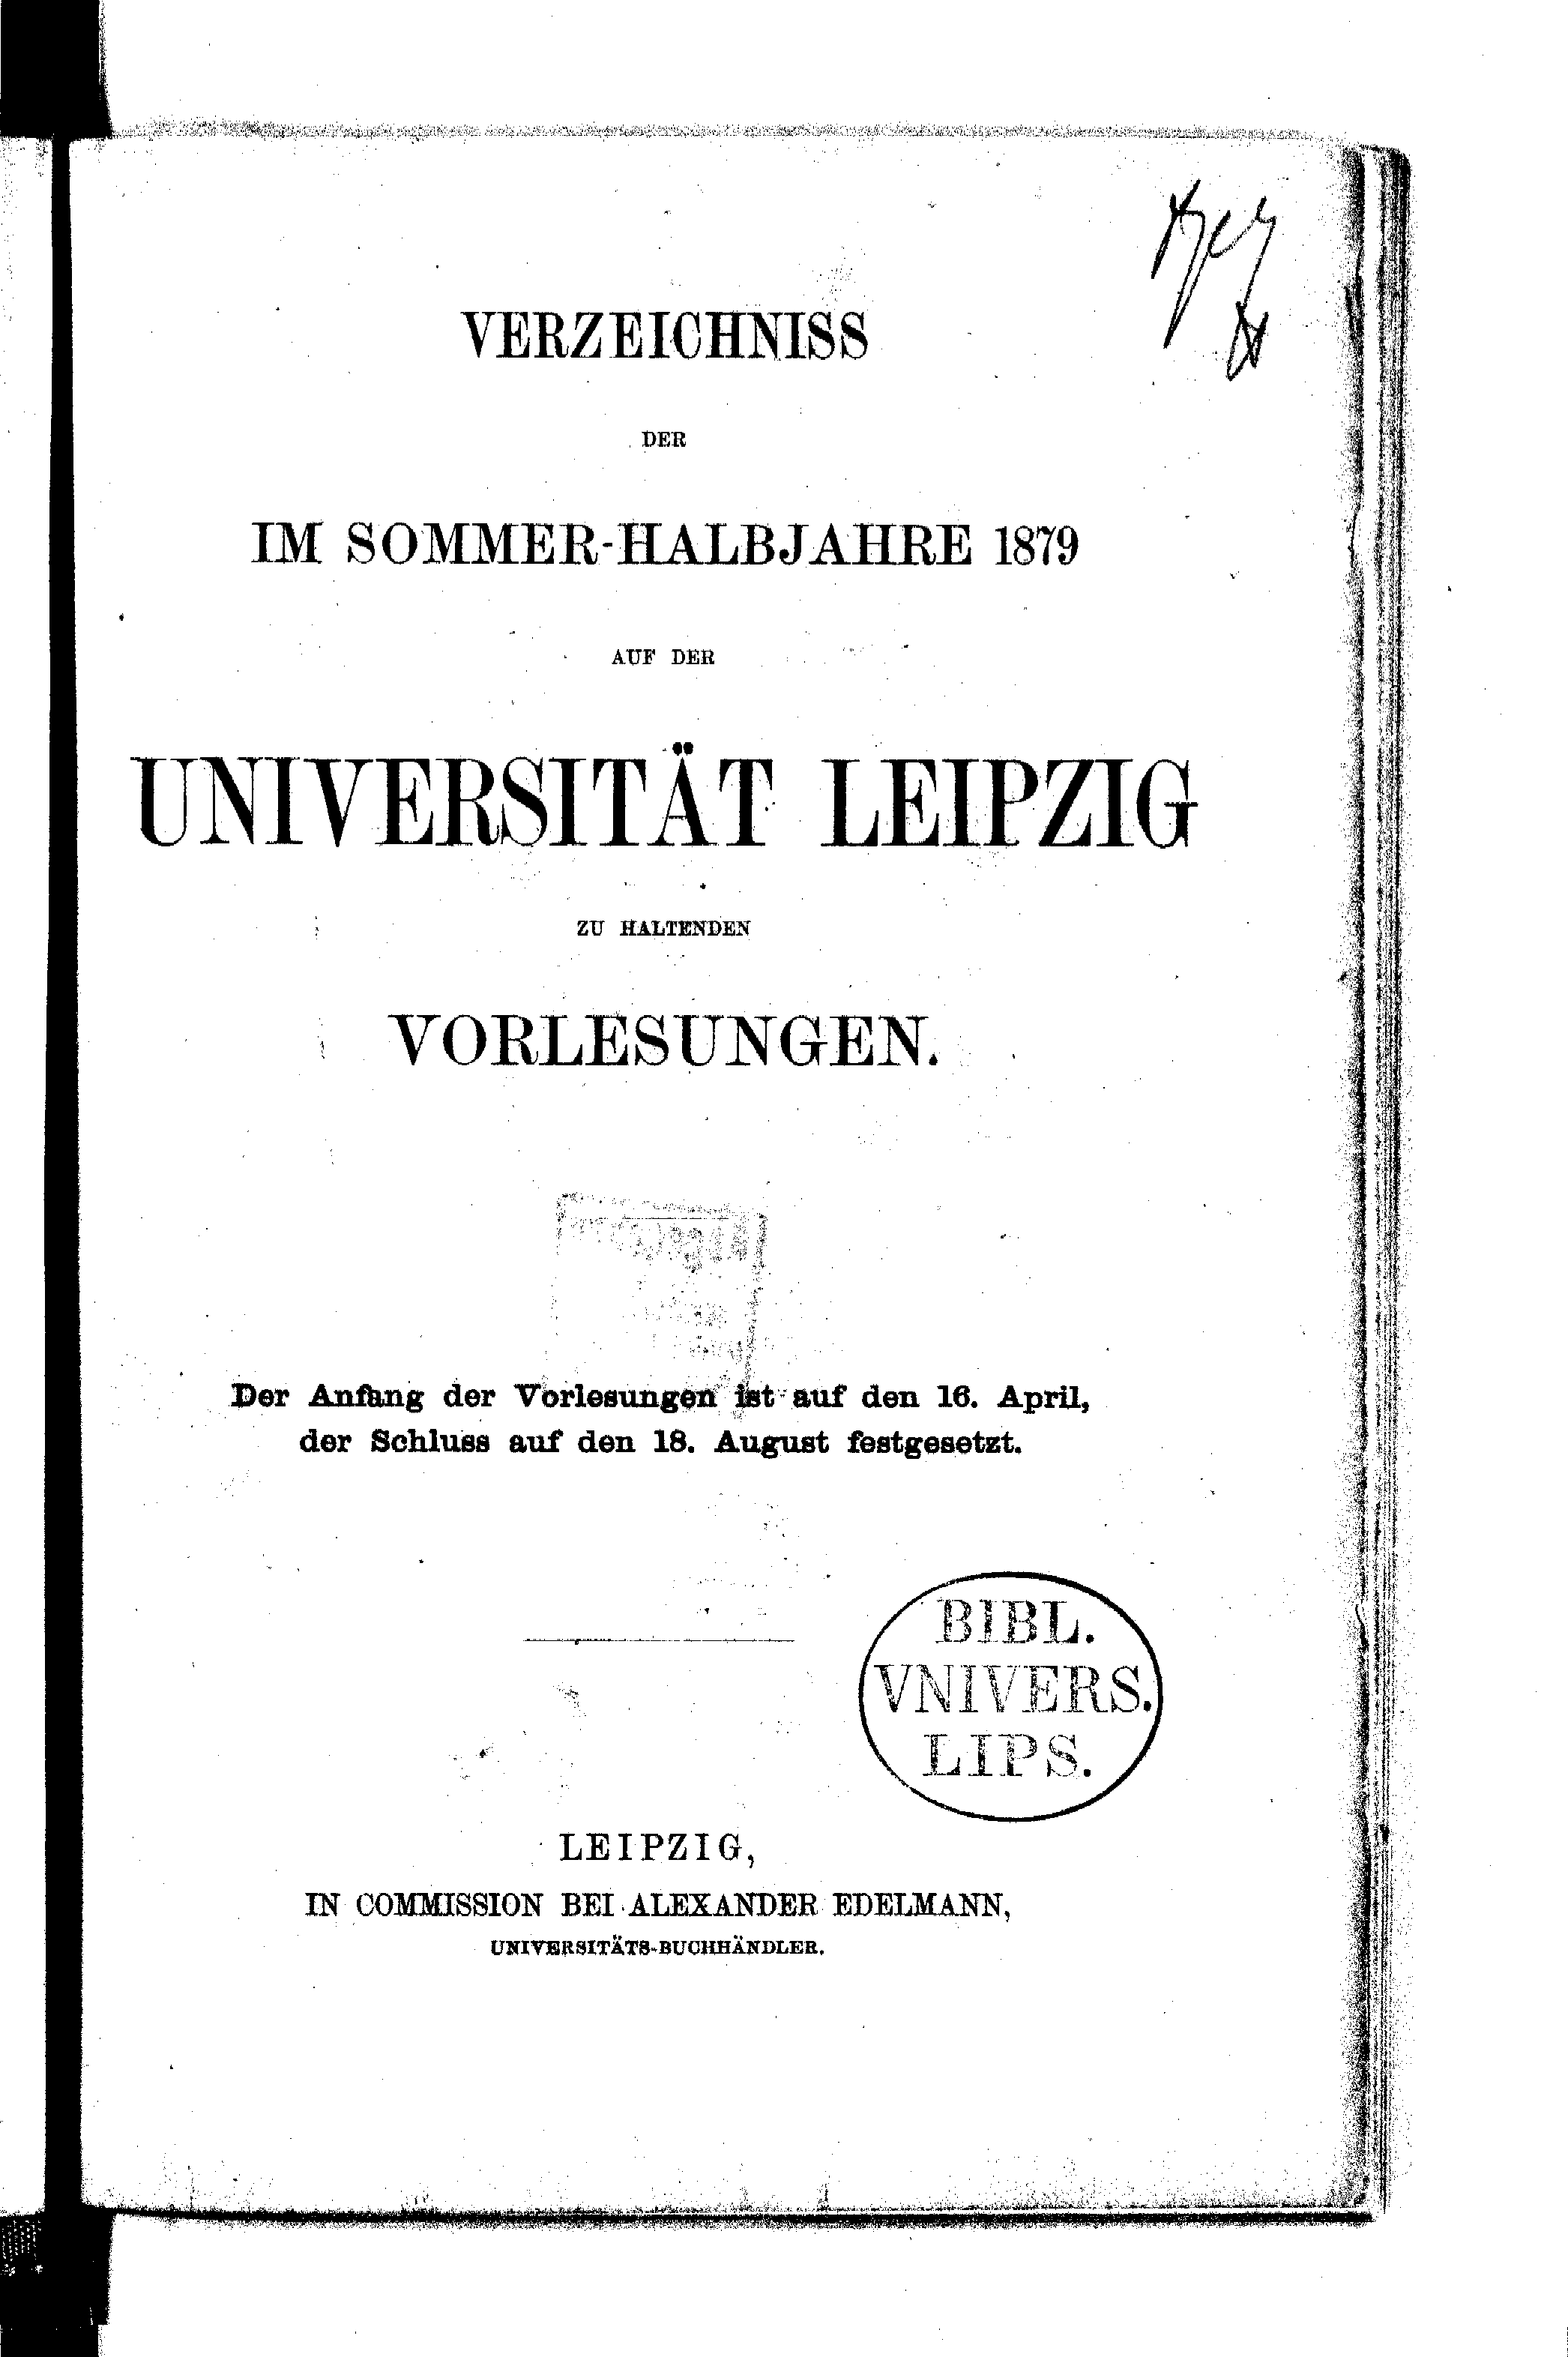 VERZEICHNISS
DER
IM SOMMER-HALBJAHRE 1879
AUF DER
UNIVERSITÄT LEIPZIG
ZU HALTENDEN
VORLESUNGEN.
Der Anfang der Vorlesungen ist auf den 16. April,
der Schluss auf den 18. August festgesetzt.
BIBL.
VNIVERS.
LIPS.
LEIPZIG,
IN COMMISSION BEI ALEXANDER EDELMANN,
UNIVERSITÄTS-BUCHHÄNDLER.